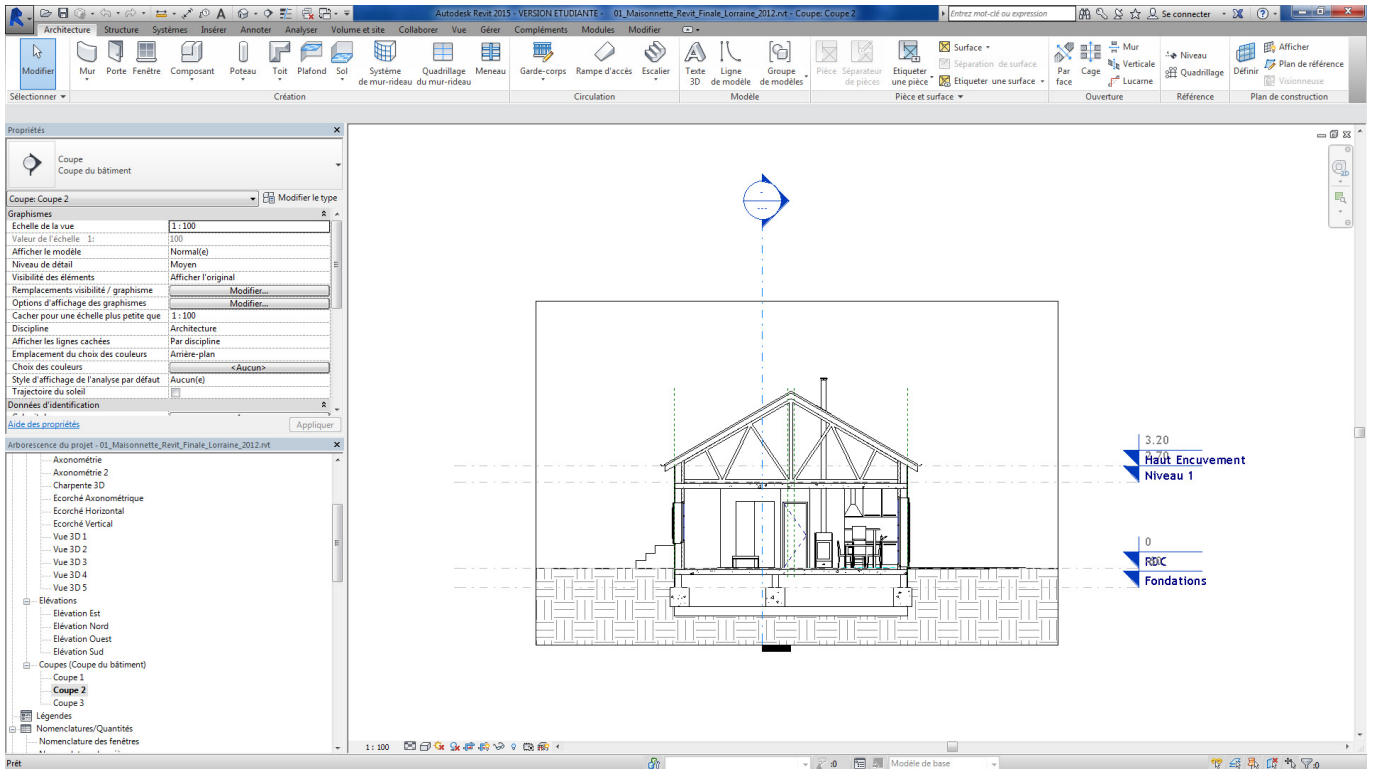 Autodesk Revit 2015 - VERSION ETUDIANTE - 01_Maisonnette_Revit_Finale_Lorraine_2012.rvt - Coupe: Coupe 2
Entrez mot-clé ou expression
Se connecter
Architecture Structure Systèmes Insérer Annoter Analyser Volume et site Collaborer Vue Gérer Compléments Modules Modifier
Modifier
Mur Porte Fenêtre Composant Poteau Toit Plafond Sol
Système de mur-rideau
Quadrillage du mur-rideau
Meneau
Garde-corps Rampe d'accès Escalier
Texte 3D
Ligne de modèle
Groupe de modèles
Pièce
Séparateur de pièces
Etiqueter une pièce
Surface
Séparation de surface
Etiqueter une surface
Par face
Cage
Mur
Verticale
Lucarne
Niveau
Quadrillage
Définir
Afficher
Plan de référence
Visionneuse
Sélectionner Création Circulation Modèle Pièce et surface Ouverture Référence Plan de construction
Propriétés
Coupe
Coupe du bâtiment
Coupe: Coupe 2
Modifier le type
Graphismes
Echelle de la vue 1 : 100
Valeur de l'échelle 1: 100
Afficher le modèle Normal(e)
Niveau de détail Moyen
Visibilité des éléments Afficher l'original
Remplacements visibilité / graphisme Modifier...
Options d'affichage des graphismes Modifier...
Cacher pour une échelle plus petite que 1 : 100
Discipline Architecture
Afficher les lignes cachées Par discipline
Emplacement du choix des couleurs Arrière-plan
Choix des couleurs <Aucun>
Style d'affichage de l'analyse par défaut Aucun(e)
Trajectoire du soleil
Données d'identification
Aide des propriétés
Appliquer
Arborescence du projet - 01_Maisonnette_Revit_Finale_Lorraine_2012.rvt
Axonométrie
Axonométrie 2
Charpente 3D
Ecorché Axonométrique
Ecorché Horizontal
Ecorché Vertical
Vue 3D 1
Vue 3D 2
Vue 3D 3
Vue 3D 4
Vue 3D 5
Elévations
Elévation Est
Elévation Nord
Elévation Ouest
Elévation Sud
Coupes (Coupe du bâtiment)
Coupe 1
Coupe 2
Coupe 3
Légendes
Nomenclatures/Quantités
Nomenclature des fenêtres
3.20
Haut Encuvement
Niveau 1
0
RDC
Fondations
1 : 100
Prêt
:0
Modèle de base
:0